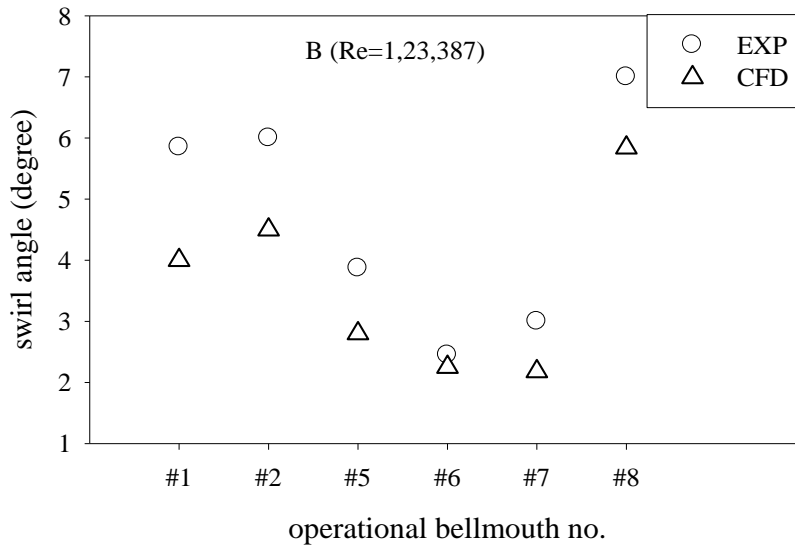 B (Re=1,23,387)
EXP
CFD
swirl angle (degree)
8
7
6
5
4
3
2
1
#1 #2 #5 #6 #7 #8
operational bellmouth no.